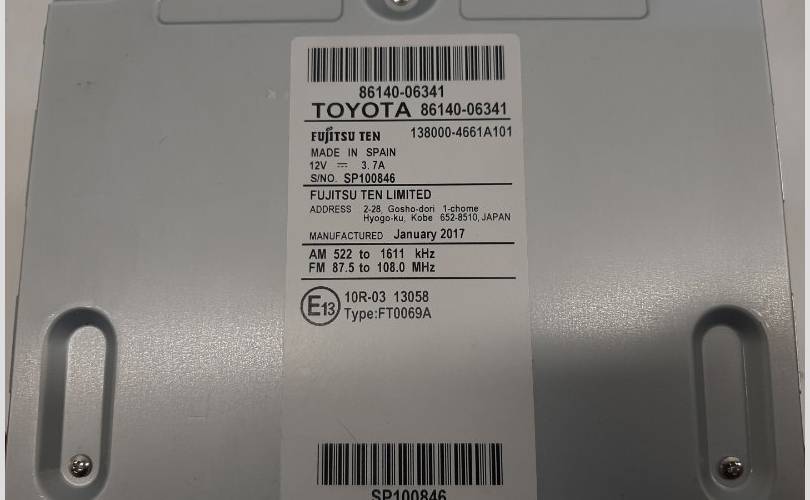 86140-06341
TOYOTA 86140-06341
FUJITSU TEN 138000-4661A101
MADE IN SPAIN
12V ⎓ 3.7A
S/NO. SP100846
FUJITSU TEN LIMITED
ADDRESS 2-28, Gosho-dori 1-chome
Hyogo-ku, Kobe 652-8510, JAPAN
MANUFACTURED January 2017
AM 522 to 1611 kHz
FM 87.5 to 108.0 MHz
E13 10R-03 13058
Type:FT0069A
SP100846